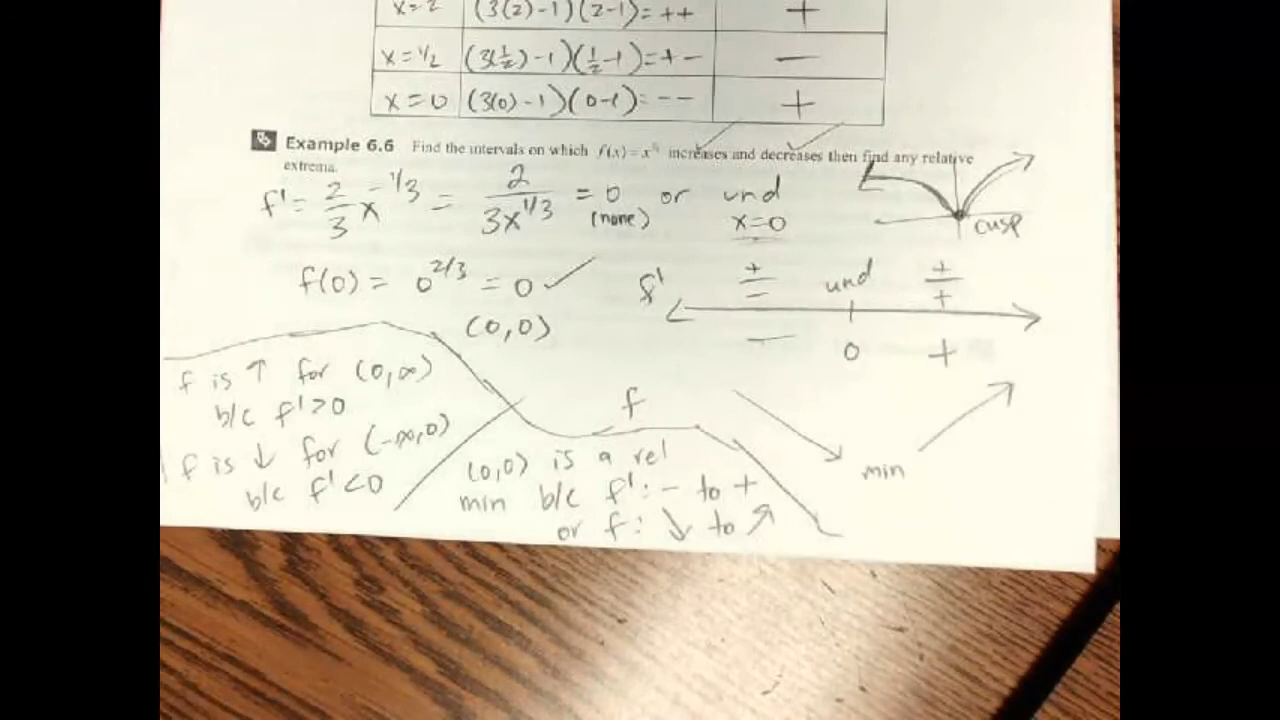 x=2 (3(2)-1)(2-1)=++ +
x=1/2 (3(1/2)-1)(1/2-1)=+- —
x=0 (3(0)-1)(0-1)=-- +
Example 6.6 Find the intervals on which f(x)=x^(2/3) increases and decreases then find any relative
extrema.
f'= 2/3 x^(-1/3) = 2/(3x^(1/3)) = 0 or und
(none) x=0
cusp
f(0) = 0^(2/3) = 0 ✓
(0,0)
f' +/- und +/+
— 0 +
f is ↑ for (0,∞)
b/c f'>0
f is ↓ for (-∞,0)
b/c f'<0
f
min
(0,0) is a rel
min b/c f': - to +
or f: ↘ to ↗